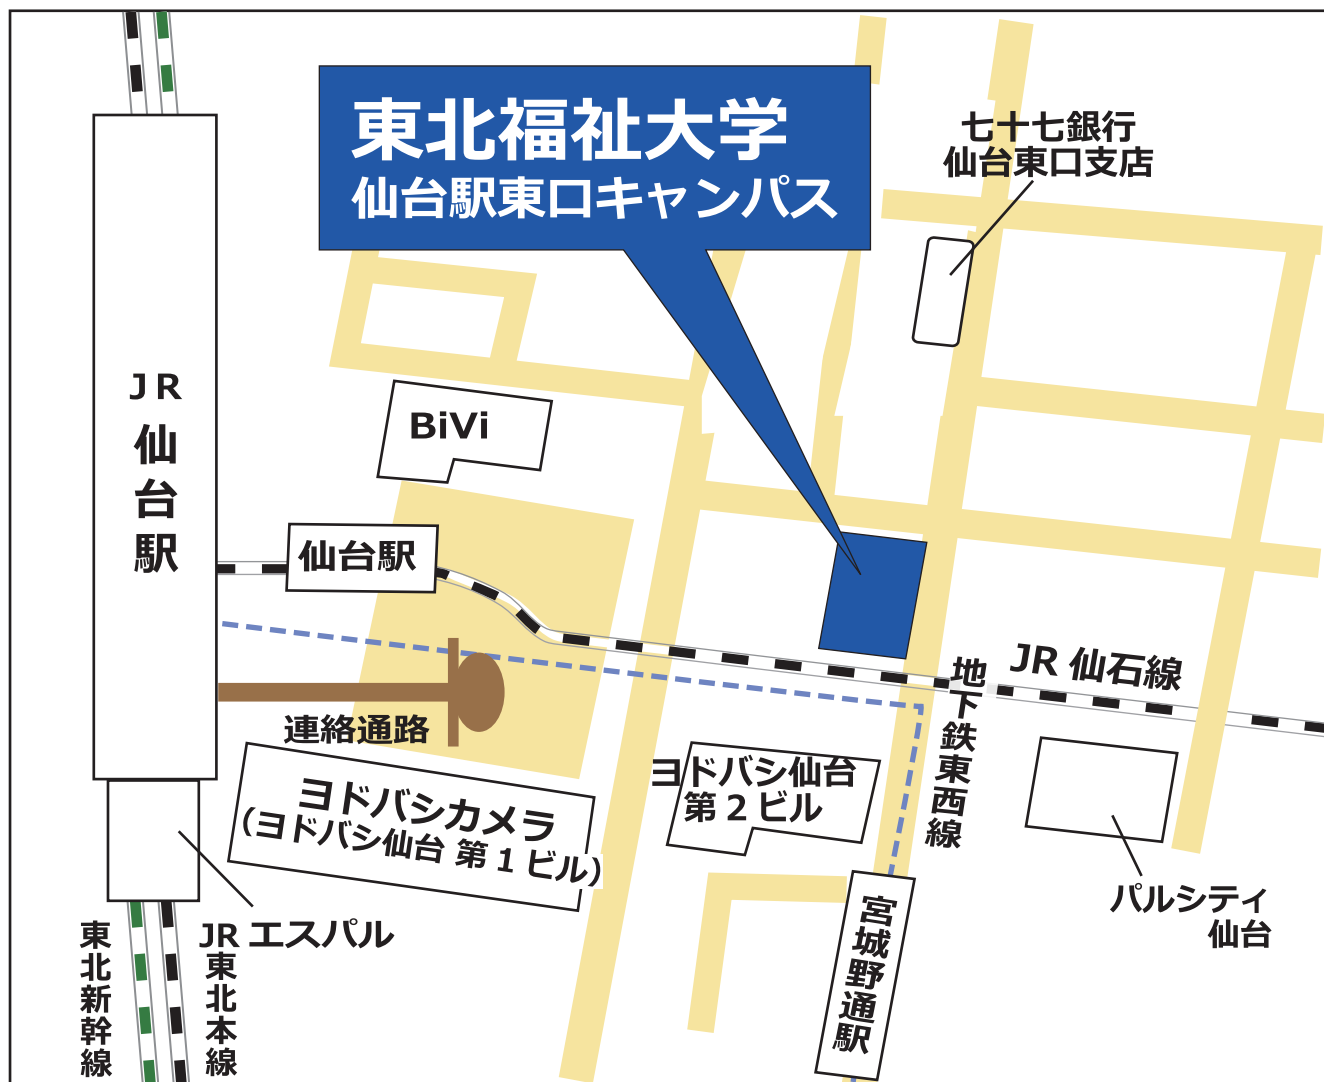 東北福祉大学
仙台駅東口キャンパス
七十七銀行
仙台東口支店
JR
仙台駅
BiVi
仙台駅
連絡通路
ヨドバシカメラ
（ヨドバシ仙台 第1ビル）
ヨドバシ仙台
第2ビル
JR 仙石線
地下鉄東西線
パルシティ
仙台
宮城野通駅
エスパル
東北新幹線
JR東北本線